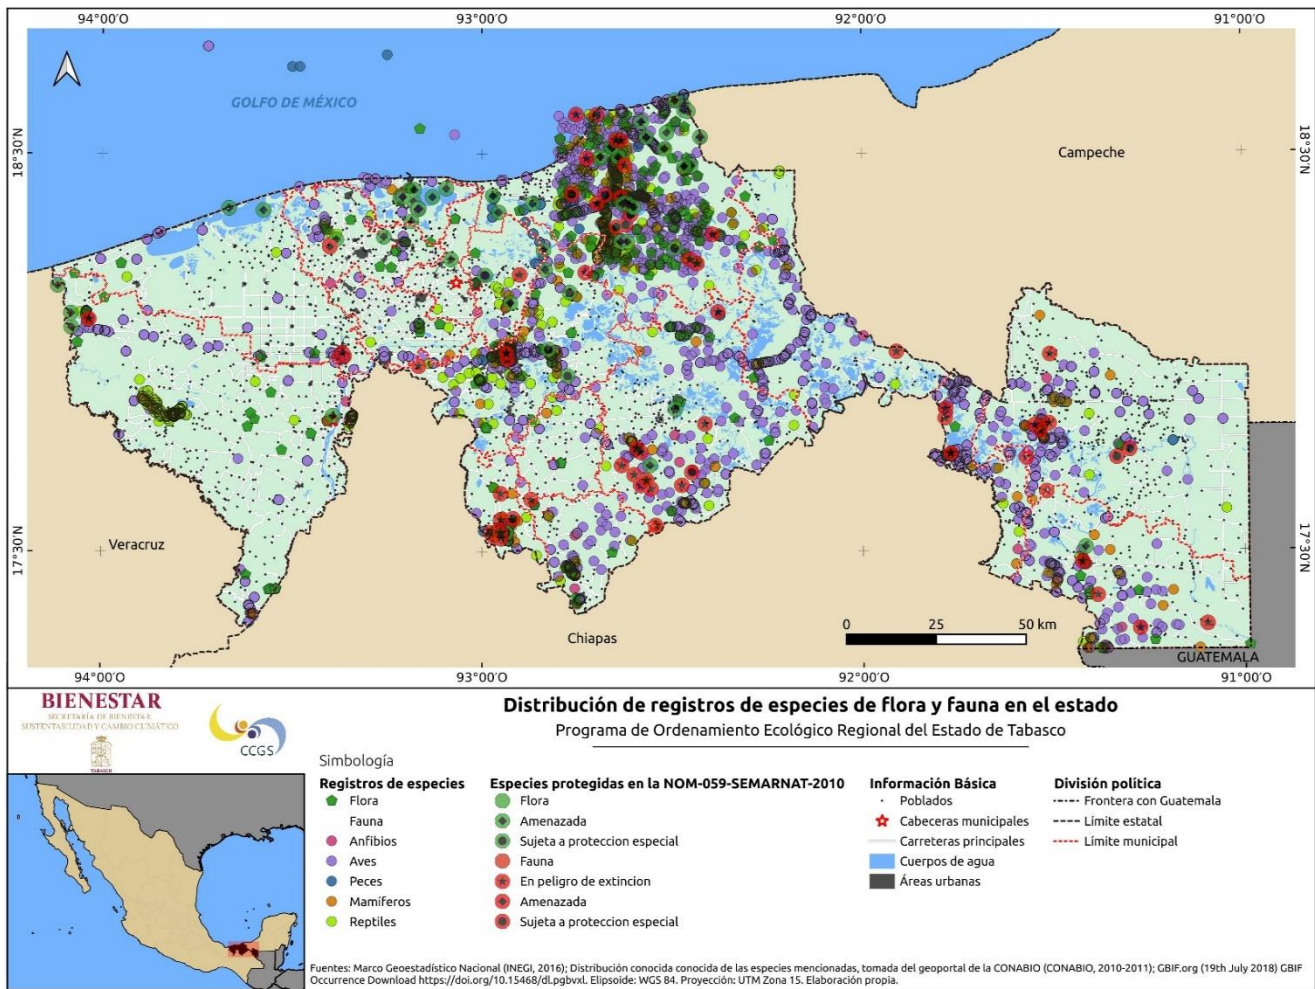 94°00'O
93°00'O
92°00'O
91°00'O
GOLFO DE MÉXICO
18°30'N
18°30'N
Campeche
17°30'N
17°30'N
Veracruz
Chiapas
0 25 50 km
GUATEMALA
94°00'O
93°00'O
92°00'O
91°00'O
BIENESTAR
SECRETARÍA DE BIENESTAR,
SUSTENTABILIDAD Y CAMBIO CLIMÁTICO
TABASCO
CCGS
Distribución de registros de especies de flora y fauna en el estado
Programa de Ordenamiento Ecológico Regional del Estado de Tabasco
Simbología
Registros de especies
Flora
Fauna
Anfibios
Aves
Peces
Mamiferos
Reptiles
Especies protegidas en la NOM-059-SEMARNAT-2010
Flora
Amenazada
Sujeta a proteccion especial
Fauna
En peligro de extincion
Amenazada
Sujeta a proteccion especial
Información Básica
Poblados
Cabeceras municipales
Carreteras principales
Cuerpos de agua
Áreas urbanas
División política
Frontera con Guatemala
Límite estatal
Límite municipal
Fuentes: Marco Geoestadístico Nacional (INEGI, 2016); Distribución conocida conocida de las especies mencionadas, tomada del geoportal de la CONABIO (CONABIO, 2010-2011); GBIF.org (19th July 2018) GBIF
Occurrence Download https://doi.org/10.15468/dl.pgbvxl. Elipsoide: WGS 84. Proyección: UTM Zona 15. Elaboración propia.